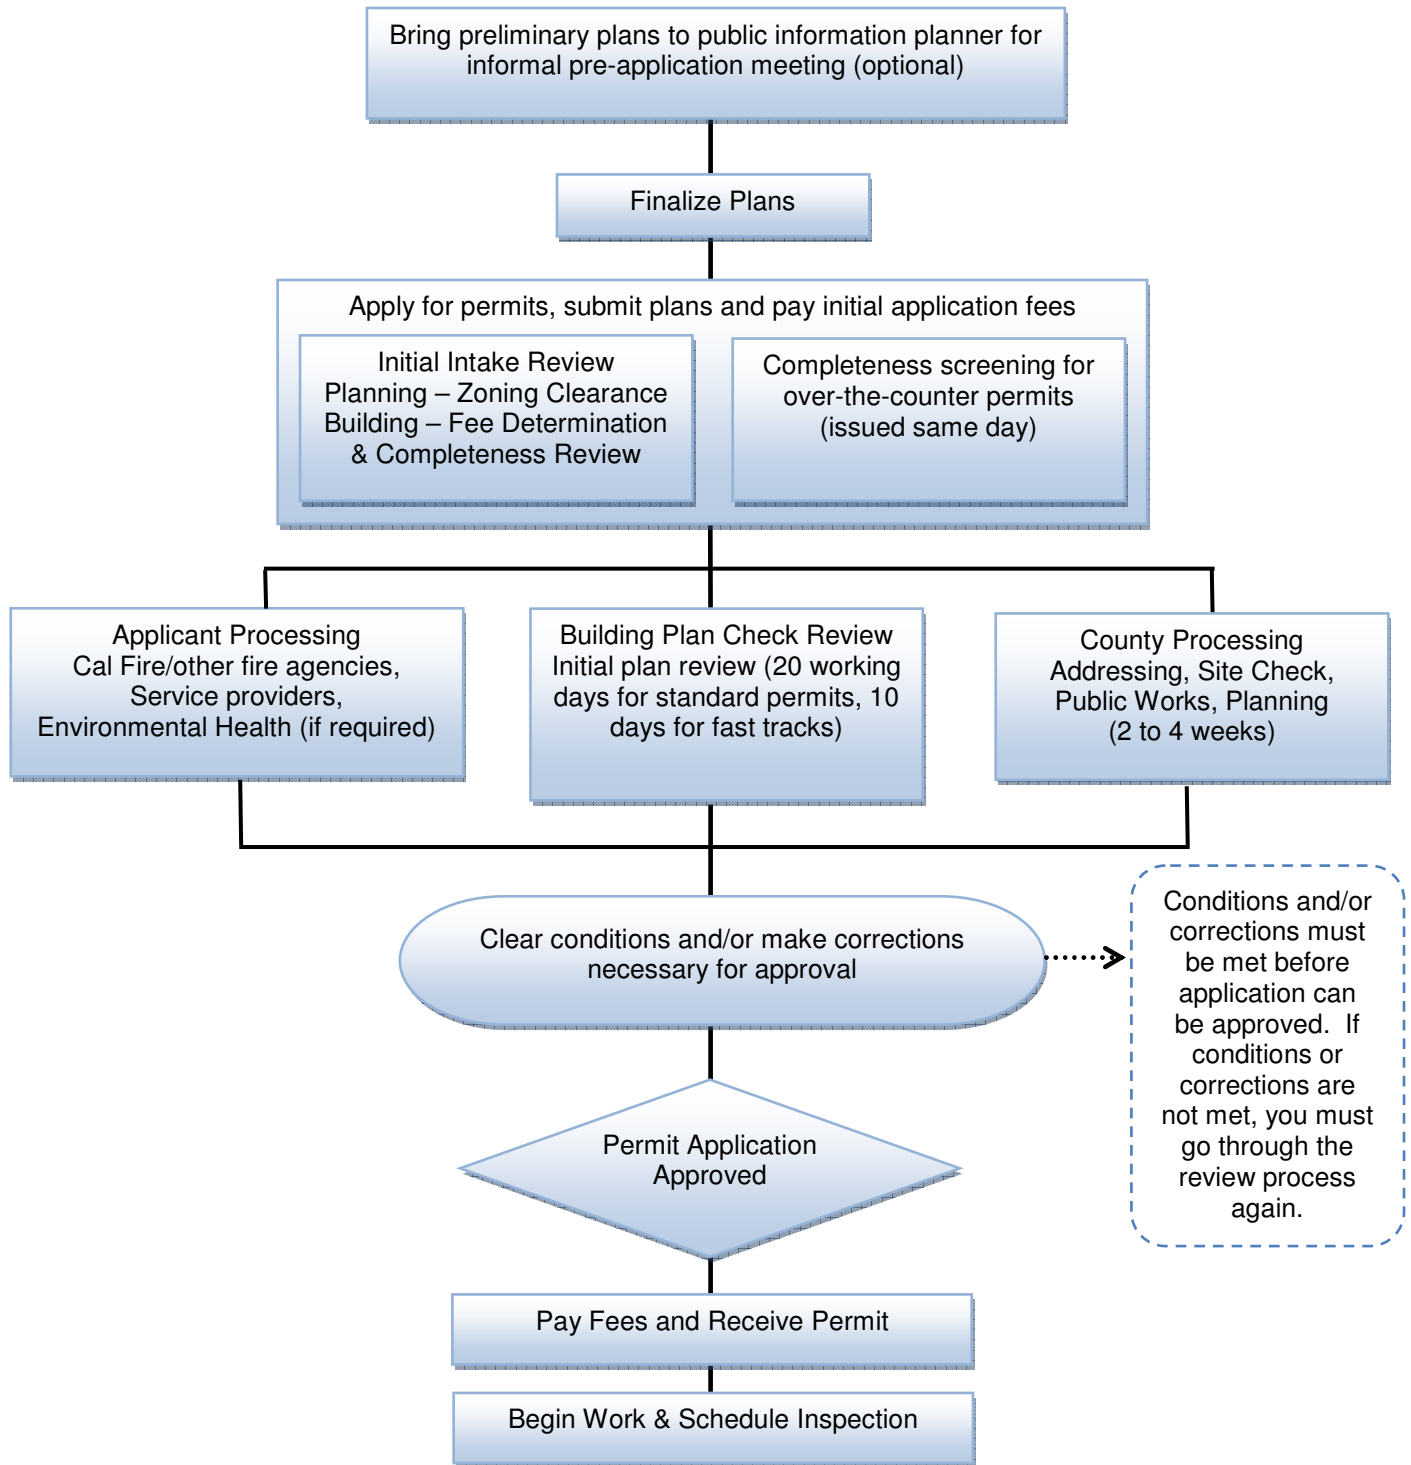 Bring preliminary plans to public information planner for
informal pre-application meeting (optional)
Finalize Plans
Apply for permits, submit plans and pay initial application fees
Initial Intake Review
Planning – Zoning Clearance
Building – Fee Determination
& Completeness Review
Completeness screening for
over-the-counter permits
(issued same day)
Applicant Processing
Cal Fire/other fire agencies,
Service providers,
Environmental Health (if required)
Building Plan Check Review
Initial plan review (20 working
days for standard permits, 10
days for fast tracks)
County Processing
Addressing, Site Check,
Public Works, Planning
(2 to 4 weeks)
Clear conditions and/or make corrections
necessary for approval
Conditions and/or
corrections must
be met before
application can
be approved.  If
conditions or
corrections are
not met, you must
go through the
review process
again.
Permit Application
Approved
Pay Fees and Receive Permit
Begin Work & Schedule Inspection